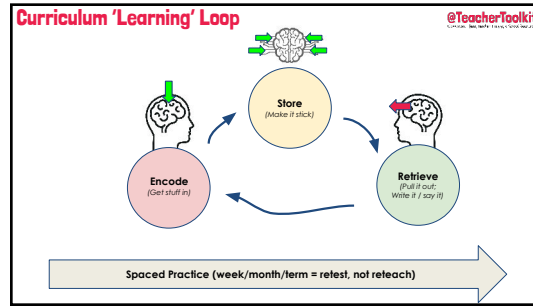 Curriculum 'Learning' Loop
@TeacherToolkit
Store
(Make it stick)
Encode
(Get stuff in)
Retrieve
(Pull it out;
Write it / say it)
Spaced Practice (week/month/term = retest, not reteach)